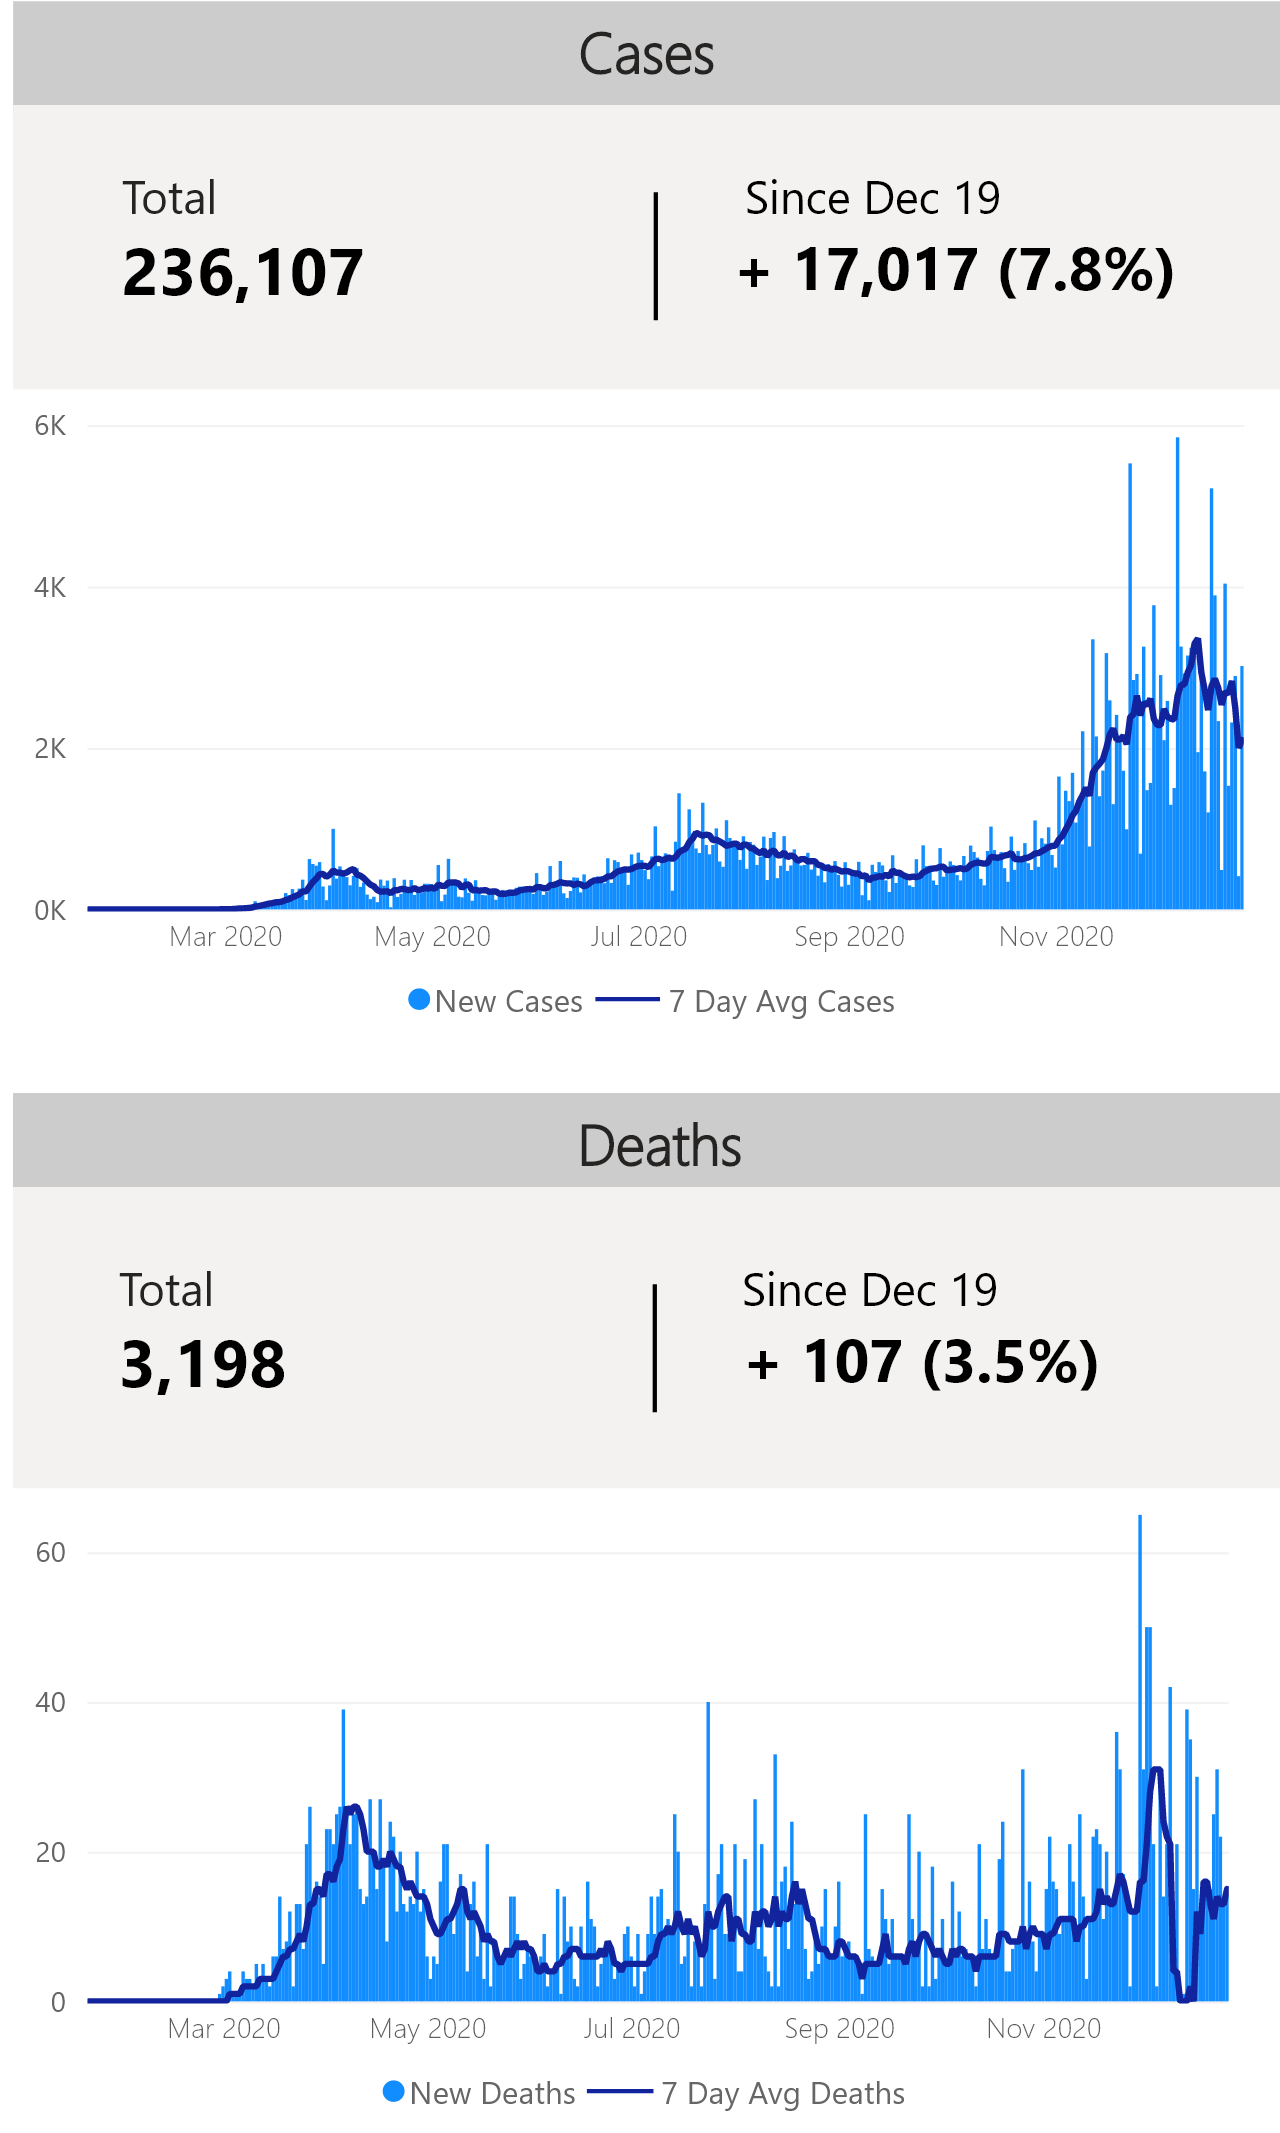 Cases
Total
Since Dec 19
236,107
+ 17,017 (7.8%)
6K
4K
2K
0K
Mar 2020
May 2020
Jul 2020
Sep 2020
Nov 2020
New Cases
7 Day Avg Cases
Deaths
Total
Since Dec 19
3,198
+ 107 (3.5%)
60
40
20
0
Mar 2020
May 2020
Jul 2020
Sep 2020
Nov 2020
New Deaths
7 Day Avg Deaths